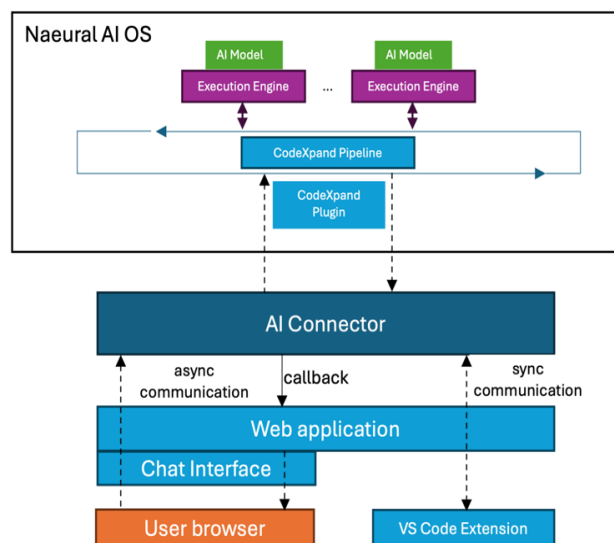 Naeural AI OS
AI Model
AI Model
Execution Engine
...
Execution Engine
CodeXpand Pipeline
CodeXpand
Plugin
AI Connector
async
communication
callback
sync
communication
Web application
Chat Interface
User browser
VS Code Extension